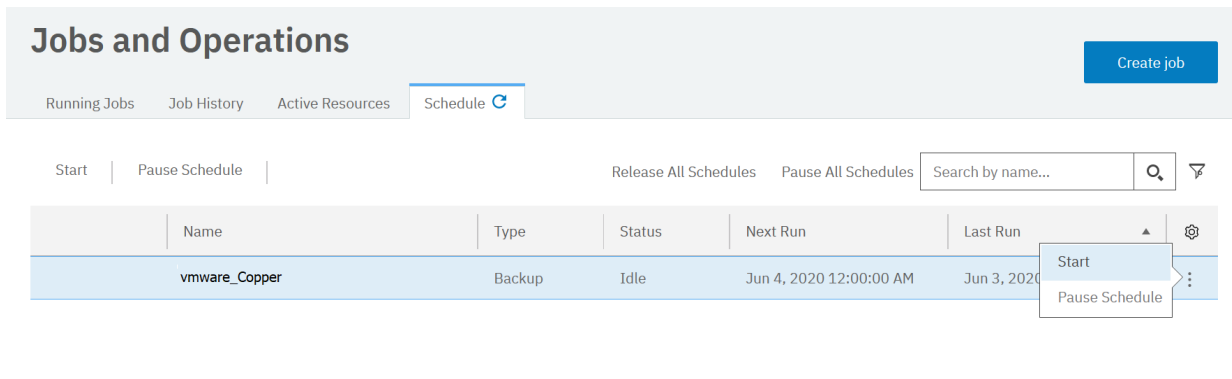 Jobs and Operations
Create job
Running Jobs Job History Active Resources Schedule
Start Pause Schedule Release All Schedules Pause All Schedules Search by name...
Name Type Status Next Run Last Run
vmware_Copper Backup Idle Jun 4, 2020 12:00:00 AM Jun 3, 2020
Start
Pause Schedule